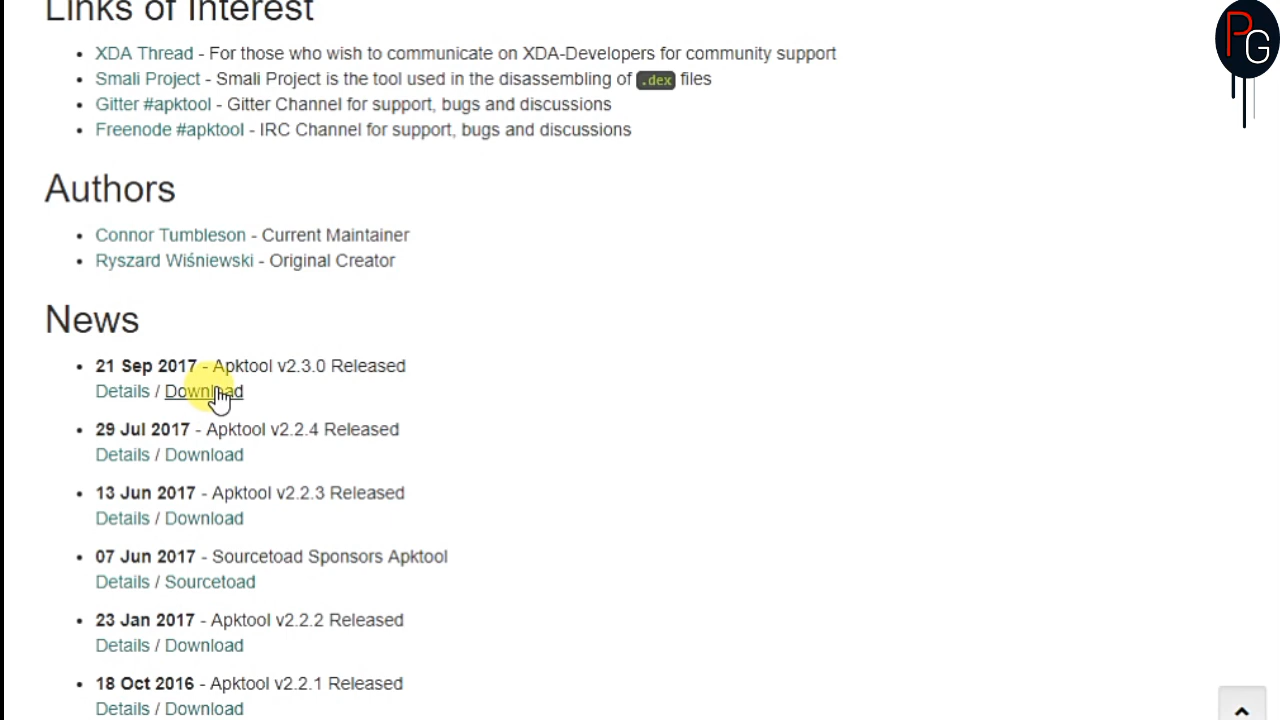 Links of Interest
XDA Thread - For those who wish to communicate on XDA-Developers for community support
Smali Project - Smali Project is the tool used in the disassembling of .dex files
Gitter #apktool - Gitter Channel for support, bugs and discussions
Freenode #apktool - IRC Channel for support, bugs and discussions
Authors
Connor Tumbleson - Current Maintainer
Ryszard Wiśniewski - Original Creator
News
21 Sep 2017 - Apktool v2.3.0 Released
Details / Download
29 Jul 2017 - Apktool v2.2.4 Released
Details / Download
13 Jun 2017 - Apktool v2.2.3 Released
Details / Download
07 Jun 2017 - Sourcetoad Sponsors Apktool
Details / Sourcetoad
23 Jan 2017 - Apktool v2.2.2 Released
Details / Download
18 Oct 2016 - Apktool v2.2.1 Released
Details / Download
PG